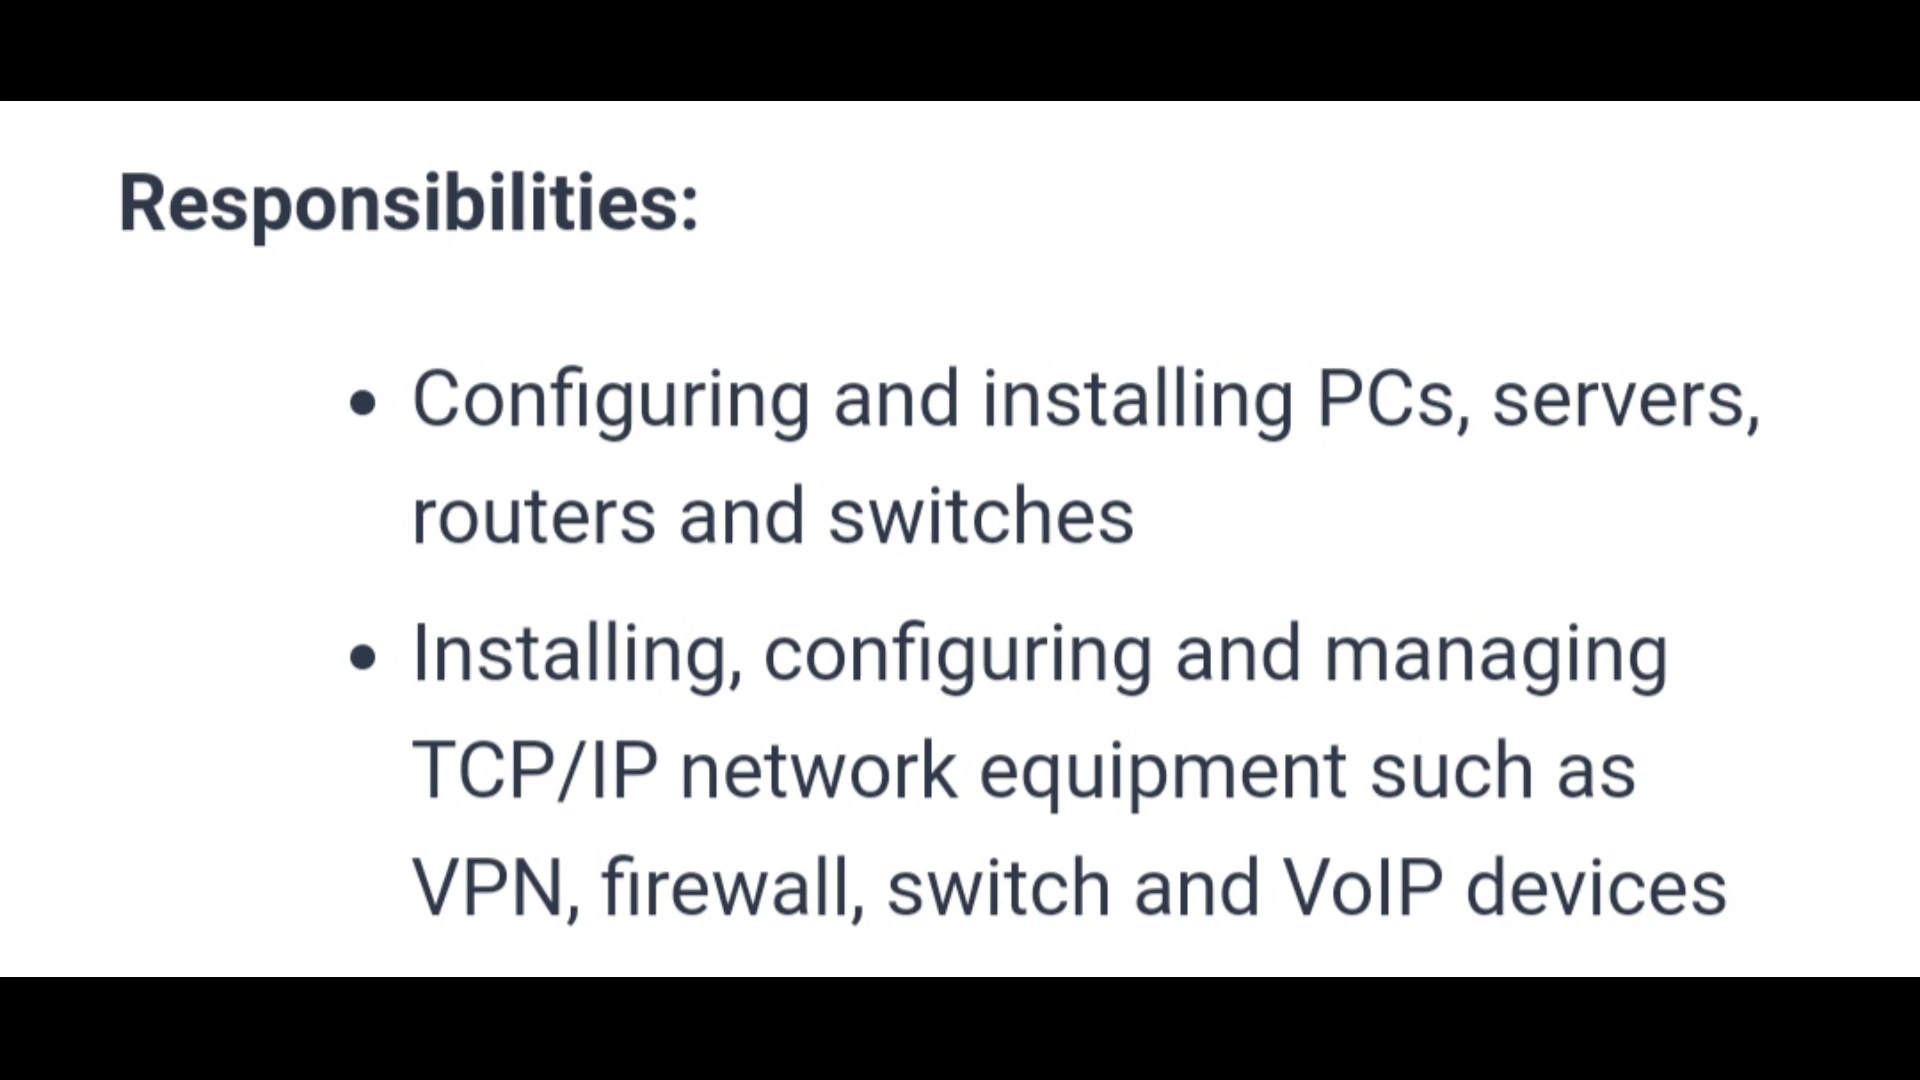 Responsibilities:
• Configuring and installing PCs, servers,
routers and switches
• Installing, configuring and managing
TCP/IP network equipment such as
VPN, firewall, switch and VoIP devices